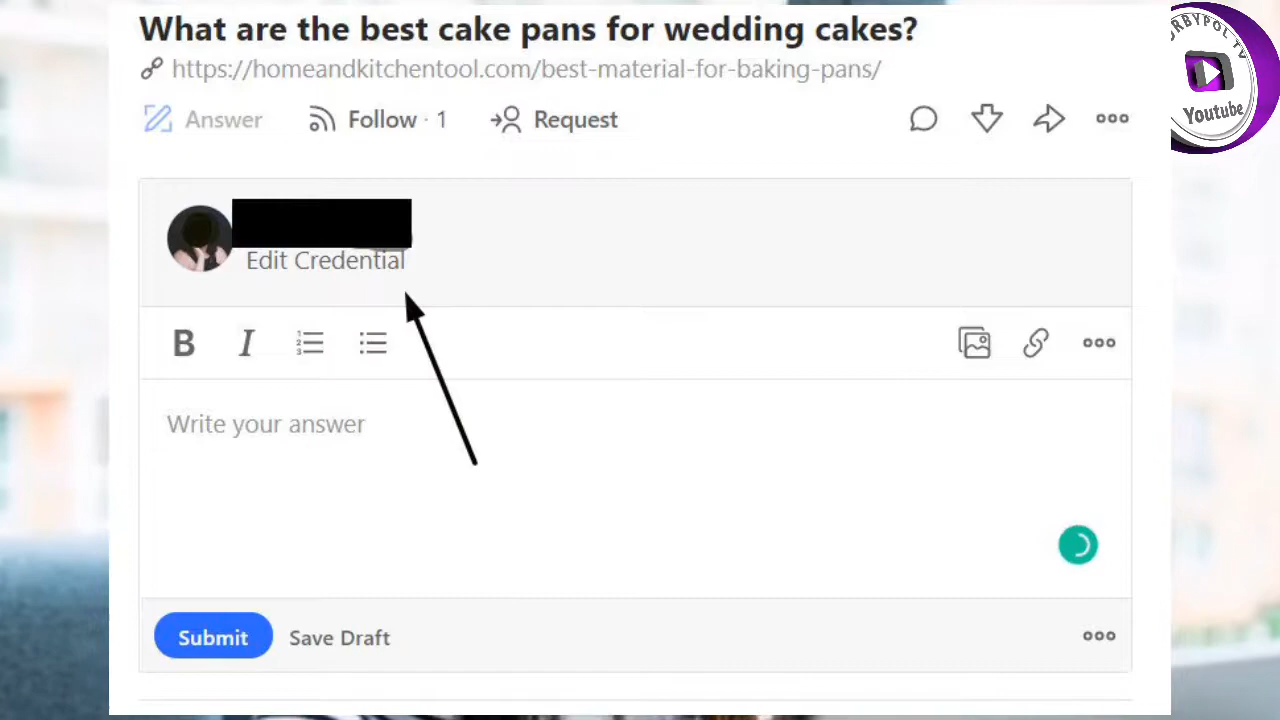 What are the best cake pans for wedding cakes?
https://homeandkitchentool.com/best-material-for-baking-pans/
Answer
Follow · 1
Request
Edit Credential
B I
Write your answer
Submit
Save Draft
TV
Youtube